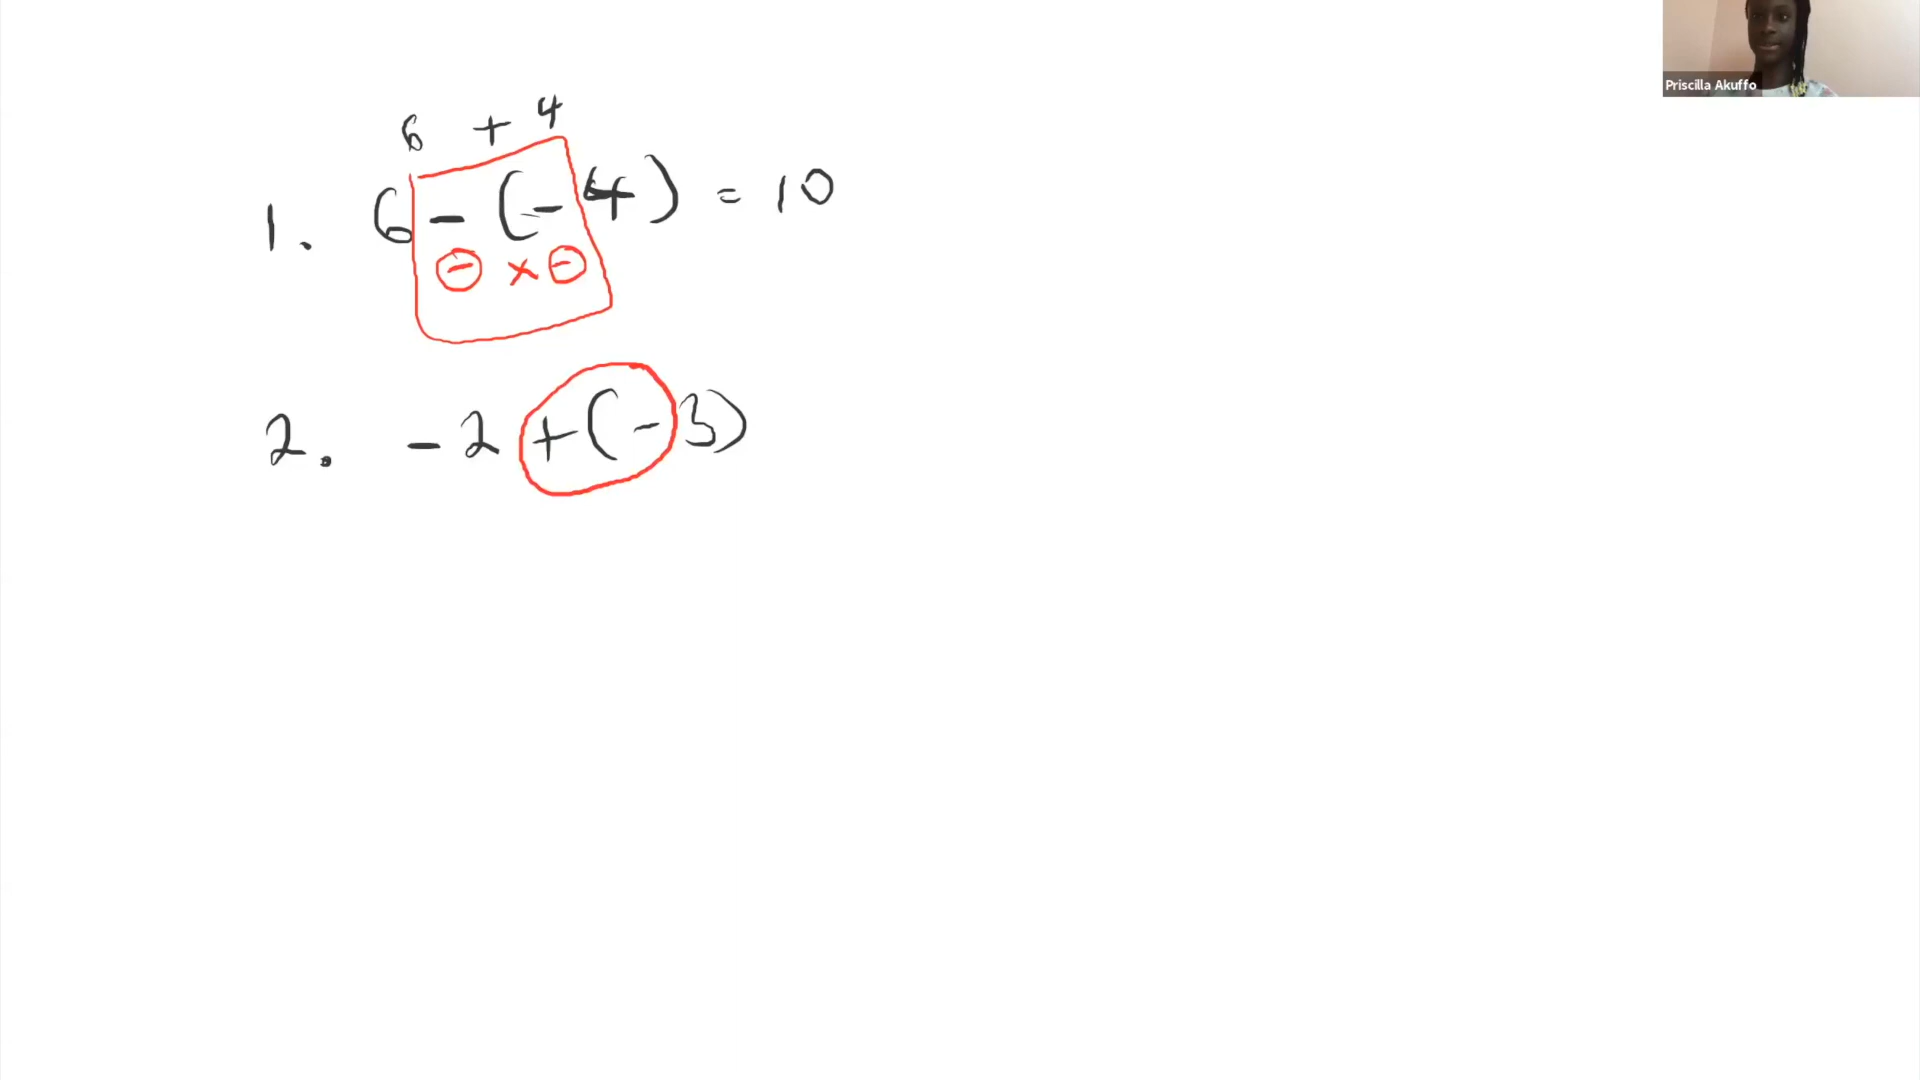 Priscilla Akuffo
6 + 4
1. 6 - (- 4) = 10
⊖ × ⊖
2. - 2 + (- 3)